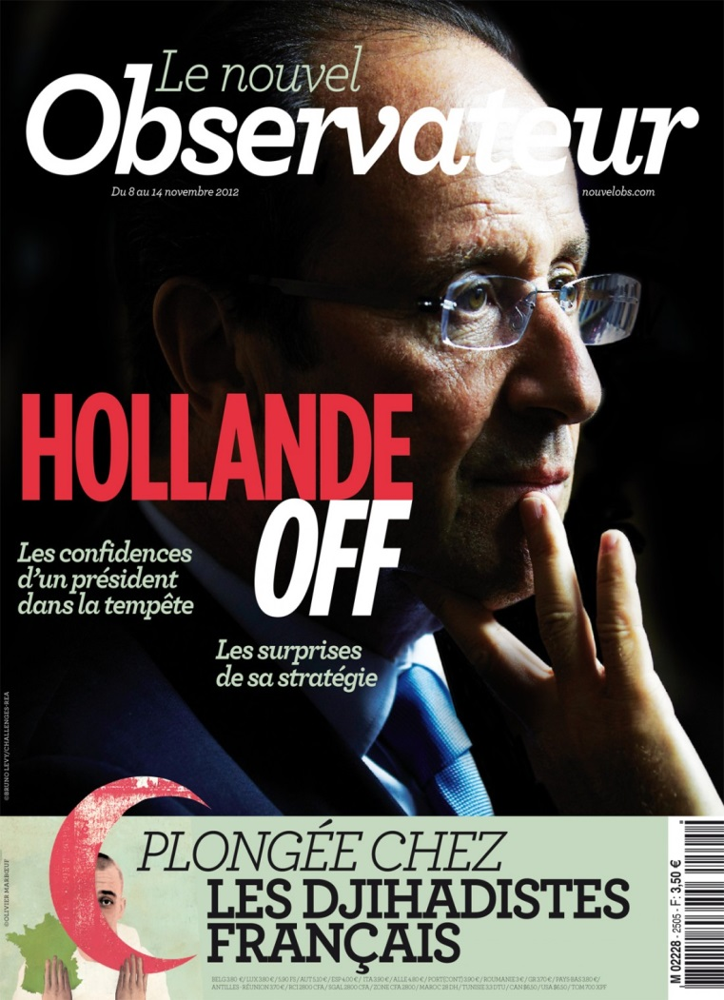 Le nouvel
Observateur
Du 8 au 14 novembre 2012
nouvelobs.com
HOLLANDE
OFF
Les confidences
d'un président
dans la tempête
Les surprises
de sa stratégie
©BRUNO LEVY/CHALLENGES-REA
PLONGÉE CHEZ
LES DJIHADISTES
FRANÇAIS
©OLIVIER MARBŒUF
M 02228 - 2505 - F: 3,50 €